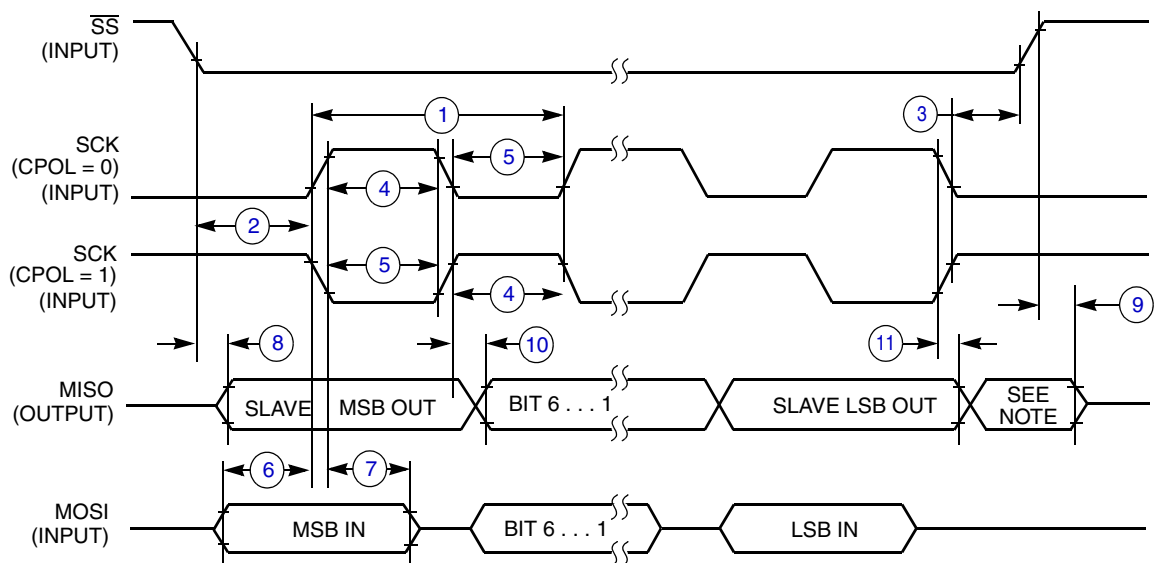 SS
(INPUT)
1
3
SCK
(CPOL = 0)
(INPUT)
5
4
2
SCK
(CPOL = 1)
(INPUT)
5
4
9
8
10
11
MISO
(OUTPUT)
SLAVE
MSB OUT
BIT 6 . . . 1
SLAVE LSB OUT
SEE
NOTE
6
7
MOSI
(INPUT)
MSB IN
BIT 6 . . . 1
LSB IN